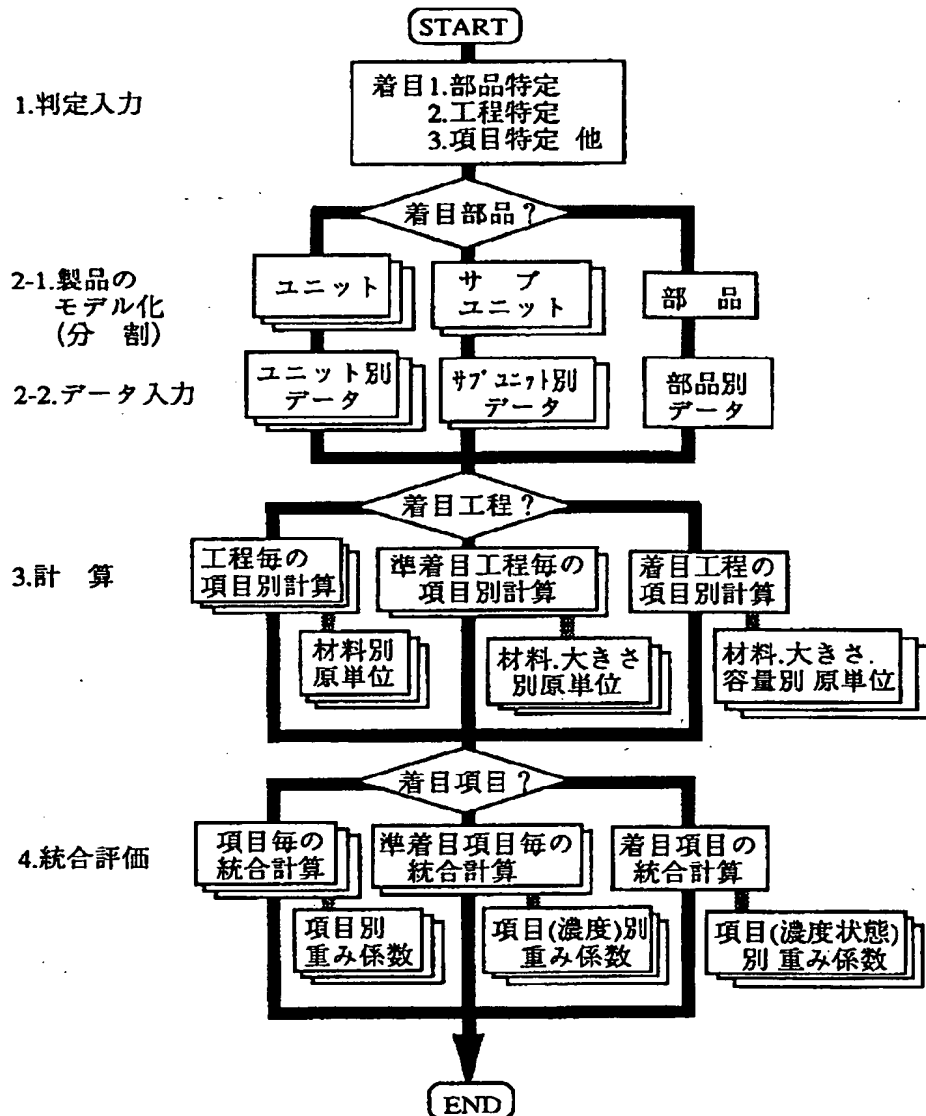 START
1.判定入力
着目1.部品特定
2.工程特定
3.項目特定 他
着目部品?
2-1.製品の
モデル化
(分 割)
ユニット
サ ブ
ユニット
部 品
2-2.データ入力
ユニット別
データ
サブユニット別
データ
部品別
データ
着目工程?
3.計 算
工程毎の
項目別計算
準着目工程毎の
項目別計算
着目工程の
項目別計算
材料別
原単位
材料.大きさ
別原単位
材料.大きさ.
容量別 原単位
着目項目?
4.統合評価
項目毎の
統合計算
準着目項目毎の
統合計算
着目項目の
統合計算
項目別
重み係数
項目(濃度)別
重み係数
項目(濃度状態)
別 重み係数
END